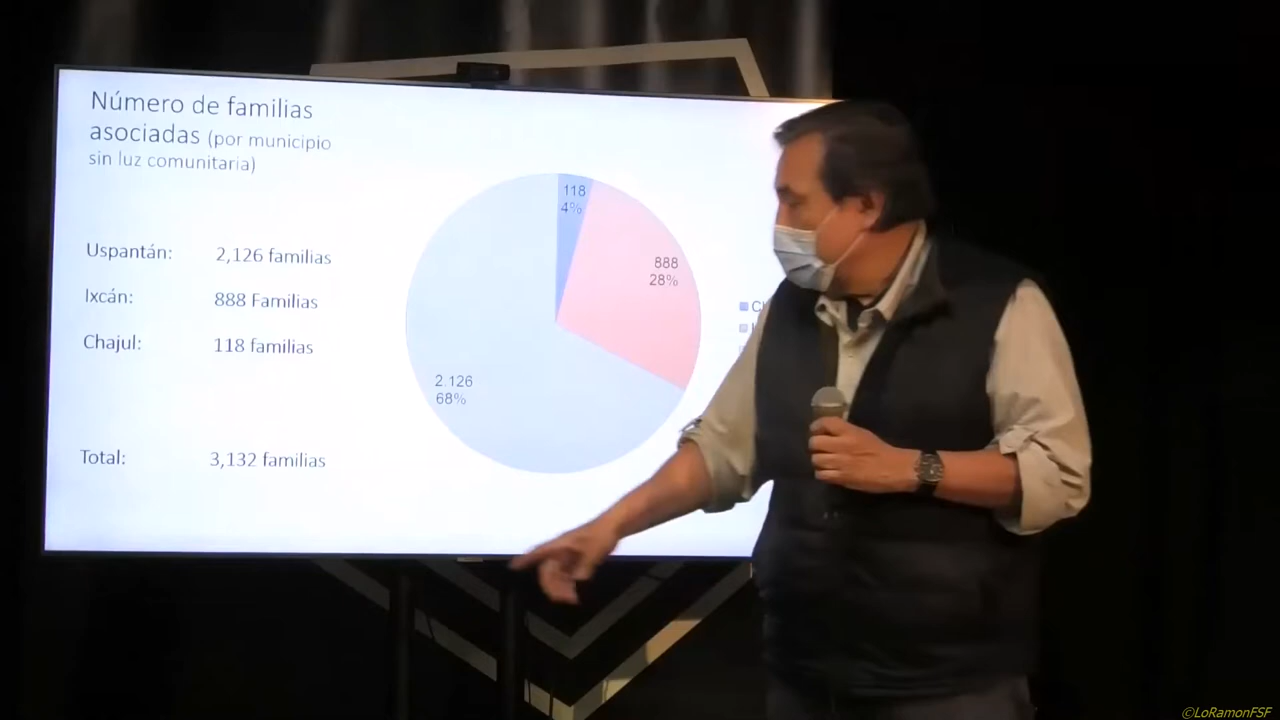 Número de familias
asociadas (por municipio
sin luz comunitaria)
118
4%
888
28%
Uspantán: 2,126 familias
Ixcán: 888 Familias
Chajul: 118 familias
2.126
68%
Total: 3,132 familias
©LoRamonFSF